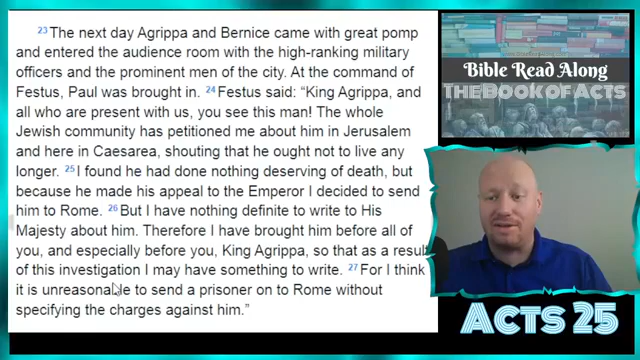 23 The next day Agrippa and Bernice came with great pomp
and entered the audience room with the high-ranking military
officers and the prominent men of the city. At the command of
Festus, Paul was brought in. 24 Festus said: “King Agrippa, and
all who are present with us, you see this man! The whole
Jewish community has petitioned me about him in Jerusalem
and here in Caesarea, shouting that he ought not to live any
longer. 25 I found he had done nothing deserving of death, but
because he made his appeal to the Emperor I decided to send
him to Rome. 26 But I have nothing definite to write to His
Majesty about him. Therefore I have brought him before all of
you, and especially before you, King Agrippa, so that as a result
of this investigation I may have something to write. 27 For I think
it is unreasonable to send a prisoner on to Rome without
specifying the charges against him.”
Bible Read Along
The Book of Acts
Acts 25